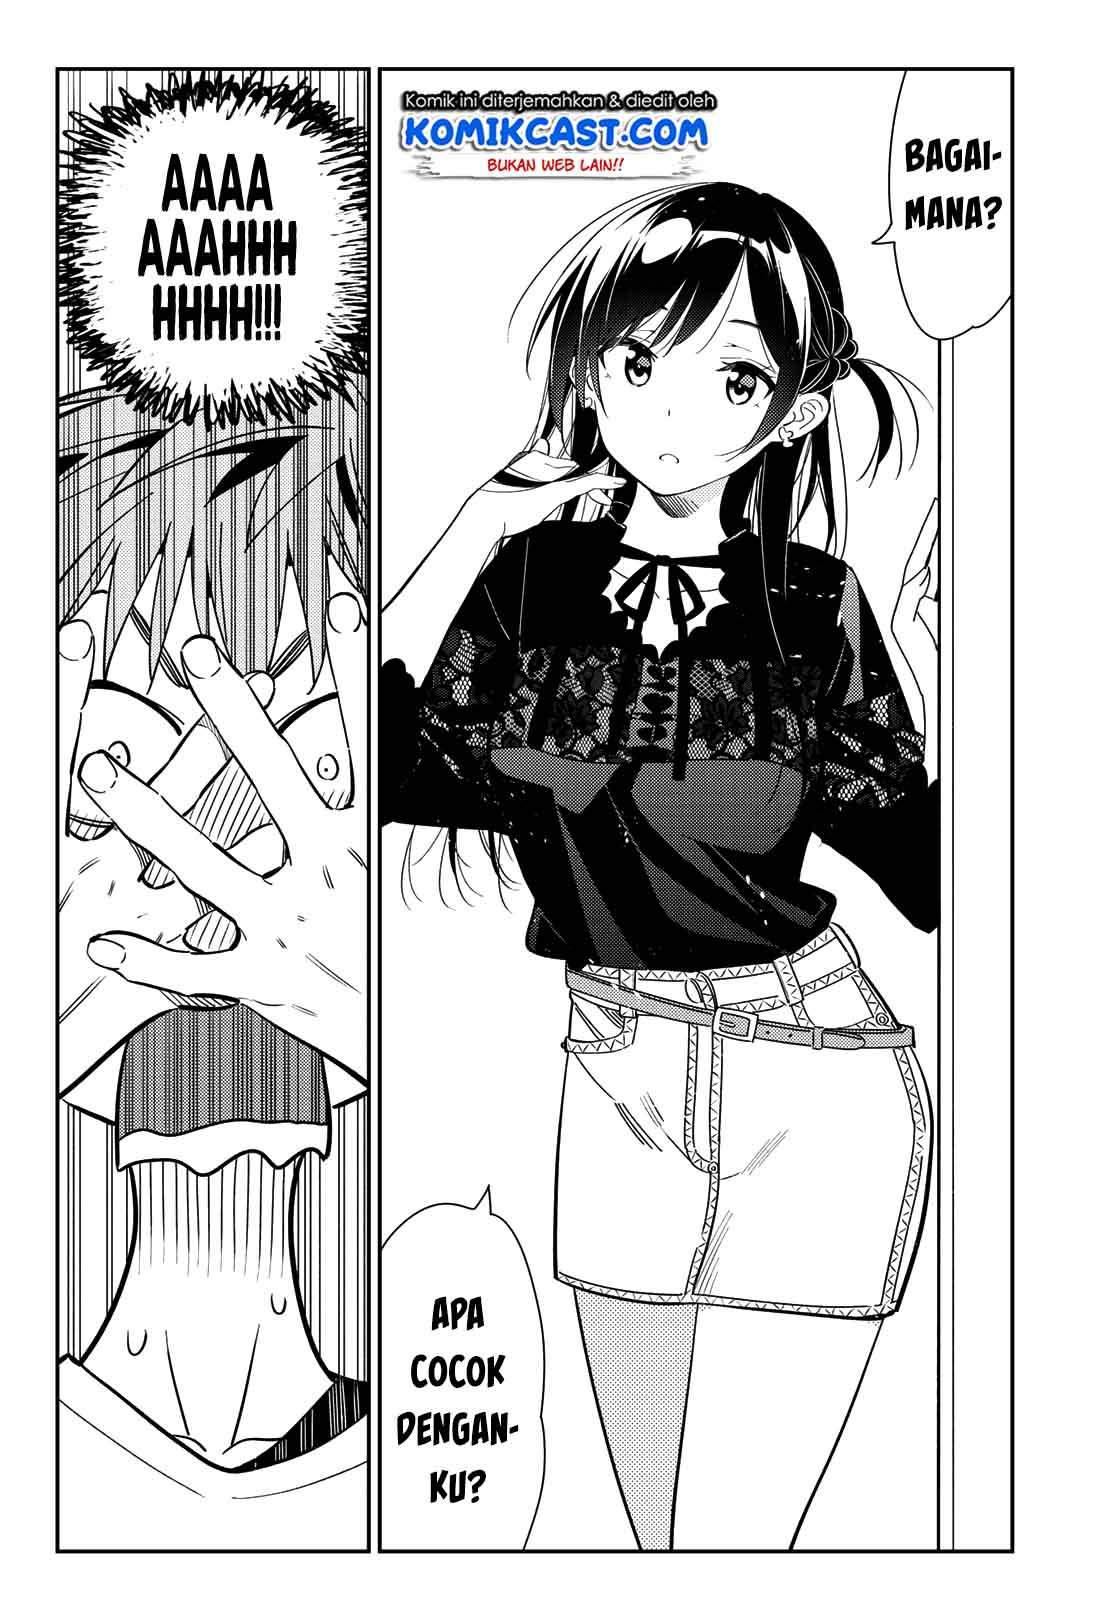 BAGAI-
MANA?
Komik ini diterjemahkan & diedit oleh
KOMIKCAST.COM
BUKAN WEB LAIN!!
APA
COCOK
DENGAN-
KU?
AAAA
AAAHHH
HHHH!!!